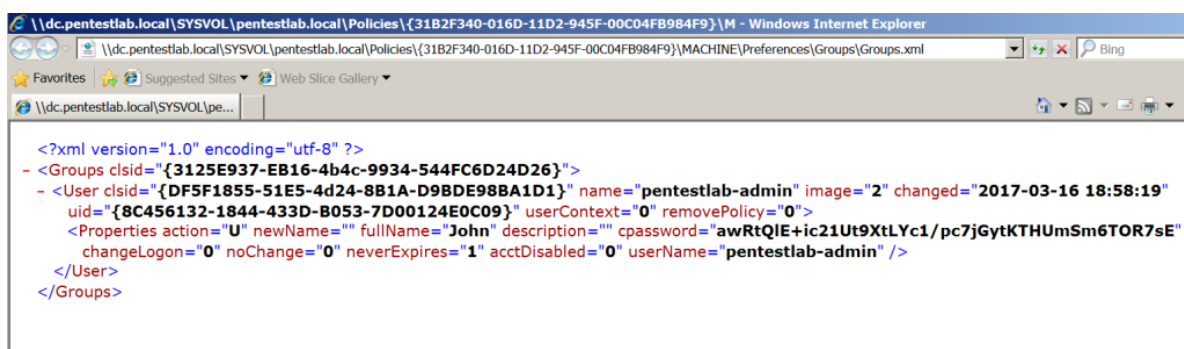 \\dc.pentestlab.local\SYSVOL\pentestlab.local\Policies\{31B2F340-016D-11D2-945F-00C04FB984F9}\M - Windows Internet Explorer
\\dc.pentestlab.local\SYSVOL\pentestlab.local\Policies\{31B2F340-016D-11D2-945F-00C04FB984F9}\MACHINE\Preferences\Groups\Groups.xml Bing
Favorites Suggested Sites Web Slice Gallery
\\dc.pentestlab.local\SYSVOL\pe...
<?xml version="1.0" encoding="utf-8" ?>
- <Groups clsid="{3125E937-EB16-4b4c-9934-544FC6D24D26}">
- <User clsid="{DF5F1855-51E5-4d24-8B1A-D9BDE98BA1D1}" name="pentestlab-admin" image="2" changed="2017-03-16 18:58:19"
uid="{8C456132-1844-433D-B053-7D00124E0C09}" userContext="0" removePolicy="0">
<Properties action="U" newName="" fullName="John" description="" cpassword="awRtQlE+ic21Ut9XtLYc1/pc7jGytKTHUmSm6TOR7sE"
changeLogon="0" noChange="0" neverExpires="1" acctDisabled="0" userName="pentestlab-admin" />
</User>
</Groups>